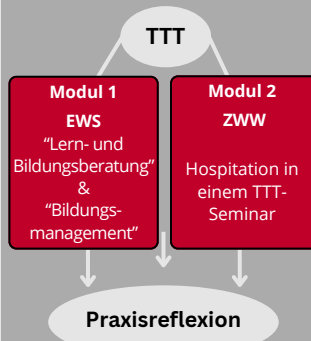 TTT
Modul 1
EWS
“Lern- und
Bildungsberatung”
&
“Bildungs-
management”
Modul 2
ZWW
Hospitation in
einem TTT-
Seminar
Praxisreflexion